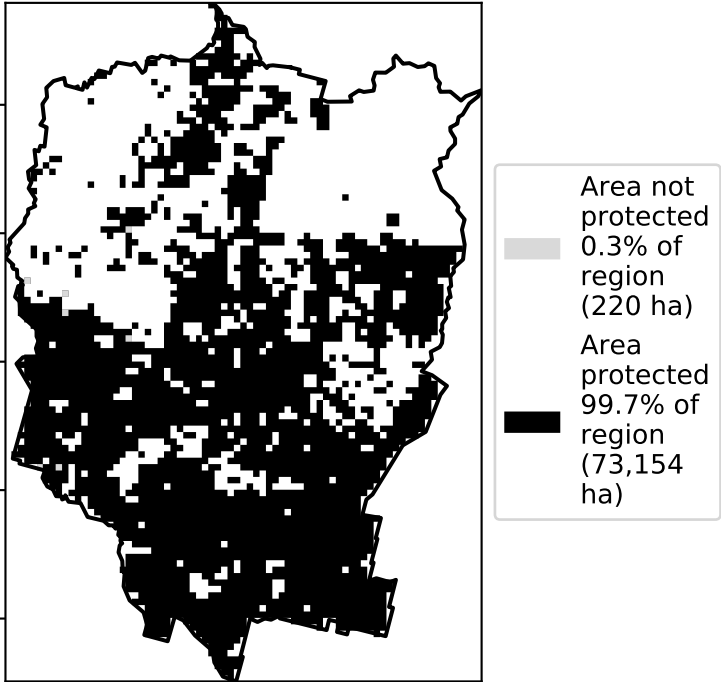 Area not
protected
0.3% of
region
(220 ha)
Area
protected
99.7% of
region
(73,154
ha)